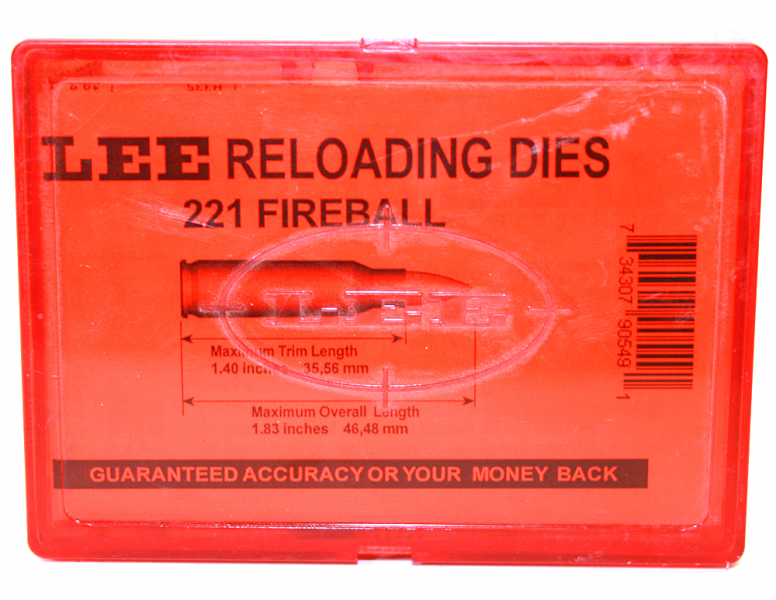 LEE RELOADING DIES
221 FIREBALL
Maximum Trim Length
1.40 inches 35,56 mm
Maximum Overall Length
1.83 inches 46,48 mm
7 34307 90549 1
GUARANTEED ACCURACY OR YOUR MONEY BACK